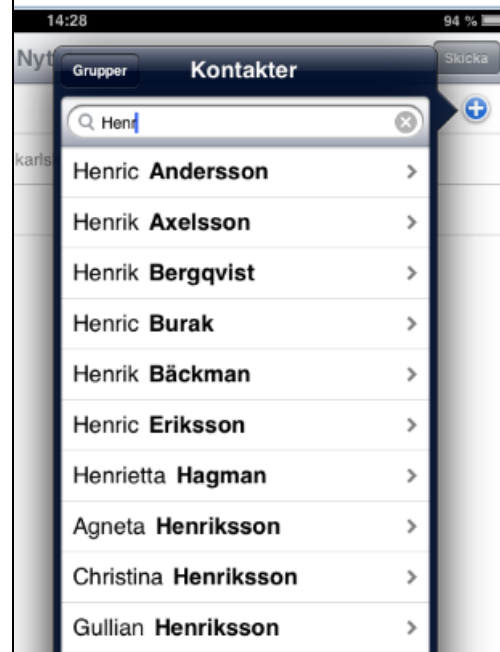 14:28 94 %
Nytt Skicka
Grupper Kontakter
Henr
karls
Henric Andersson
Henrik Axelsson
Henrik Bergqvist
Henric Burak
Henrik Bäckman
Henric Eriksson
Henrietta Hagman
Agneta Henriksson
Christina Henriksson
Gullian Henriksson